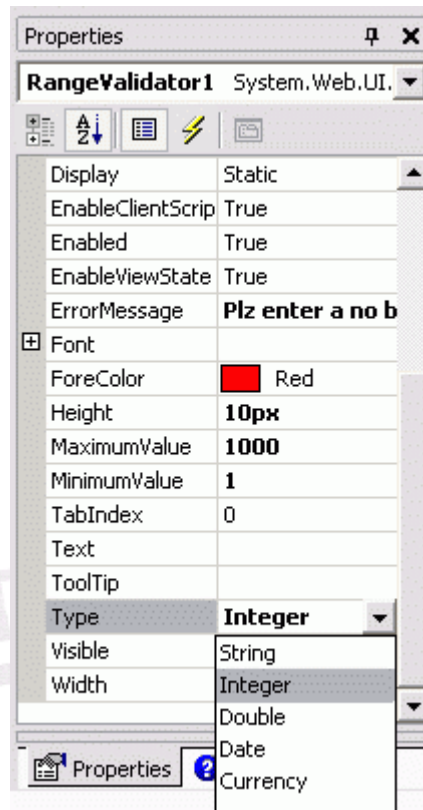 Properties
RangeValidator1 System.Web.UI.
Display Static
EnableClientScrip True
Enabled True
EnableViewState True
ErrorMessage Plz enter a no b
Font
ForeColor Red
Height 10px
MaximumValue 1000
MinimumValue 1
TabIndex 0
Text
ToolTip
Type Integer
Visible
Width
String
Integer
Double
Date
Currency
Properties